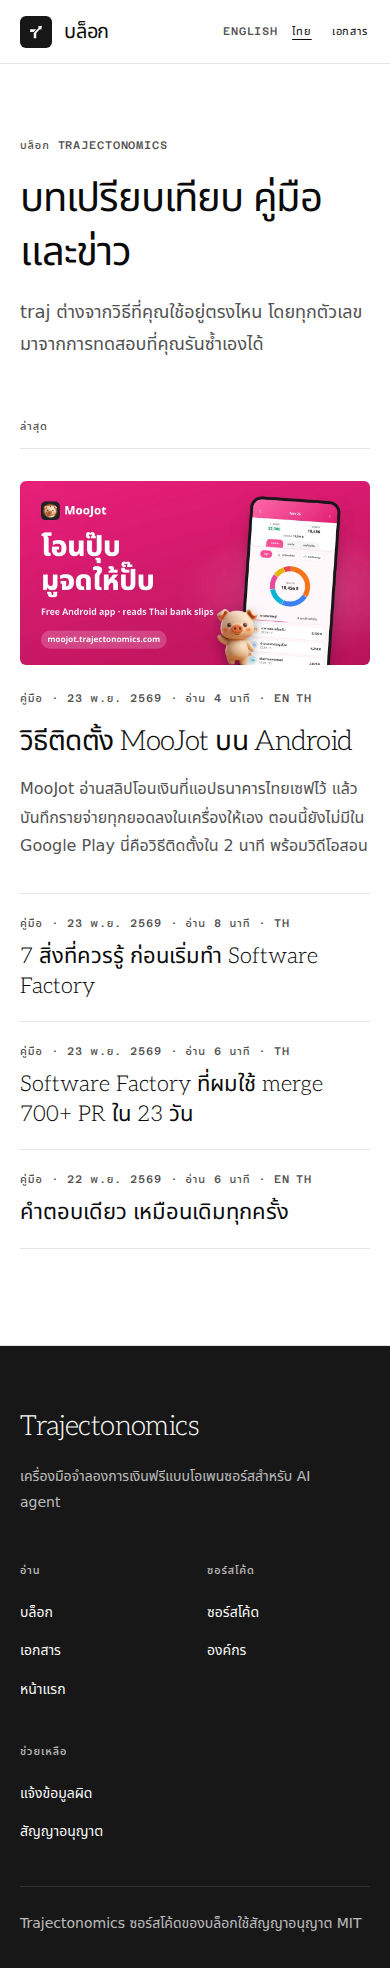 บล็อก
ENGLISH ไทย เอกสาร
บล็อก TRAJECTONOMICS
บทเปรียบเทียบ คู่มือ
และข่าว
traj ต่างจากวิธีที่คุณใช้อยู่ตรงไหน โดยทุกตัวเลข
มาจากการทดสอบที่คุณรันซ้ำเองได้
ล่าสุด
MooJot
โอนปุ๊บ
มูจดให้ปั๊บ
Free Android app · reads Thai bank slips
moojot.trajectonomics.com
คู่มือ · 23 พ.ย. 2569 · อ่าน 4 นาที · EN TH
วิธีติดตั้ง MooJot บน Android
MooJot อ่านสลิปโอนเงินที่แอปธนาคารไทยเซฟไว้ แล้ว
บันทึกรายจ่ายทุกยอดลงในเครื่องให้เอง ตอนนี้ยังไม่มีใน
Google Play นี่คือวิธีติดตั้งใน 2 นาที พร้อมวิดีโอสอน
คู่มือ · 23 พ.ย. 2569 · อ่าน 8 นาที · TH
7 สิ่งที่ควรรู้ ก่อนเริ่มทำ Software
Factory
คู่มือ · 23 พ.ย. 2569 · อ่าน 6 นาที · TH
Software Factory ที่ผมใช้ merge
700+ PR ใน 23 วัน
คู่มือ · 22 พ.ย. 2569 · อ่าน 6 นาที · EN TH
คำตอบเดียว เหมือนเดิมทุกครั้ง
Trajectonomics
เครื่องมือจำลองการเงินฟรีแบบโอเพนซอร์สสำหรับ AI
agent
อ่าน
บล็อก
เอกสาร
หน้าแรก
ซอร์สโค้ด
ซอร์สโค้ด
องค์กร
ช่วยเหลือ
แจ้งข้อมูลผิด
สัญญาอนุญาต
Trajectonomics ซอร์สโค้ดของบล็อกใช้สัญญาอนุญาต MIT